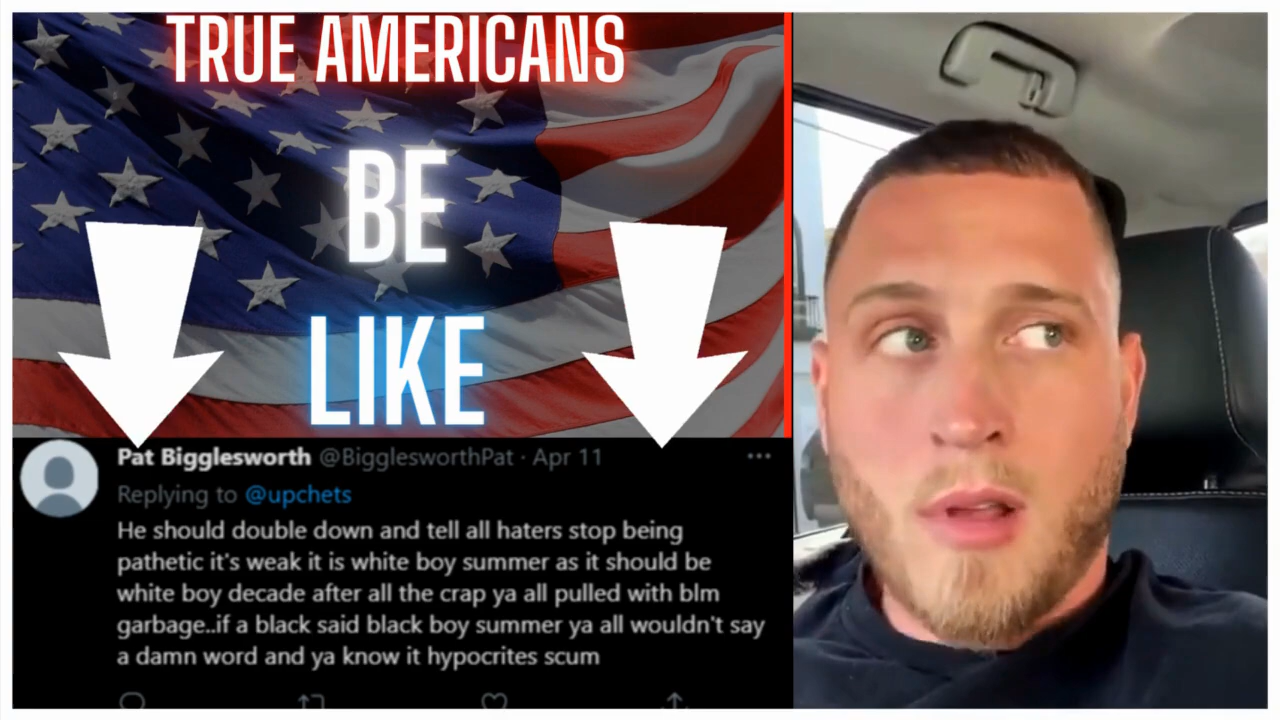 TRUE AMERICANS
BE
LIKE
Pat Bigglesworth @BigglesworthPat · Apr 11
Replying to @upchets
He should double down and tell all haters stop being
pathetic it's weak it is white boy summer as it should be
white boy decade after all the crap ya all pulled with blm
garbage..if a black said black boy summer ya all wouldn't say
a damn word and ya know it hypocrites scum